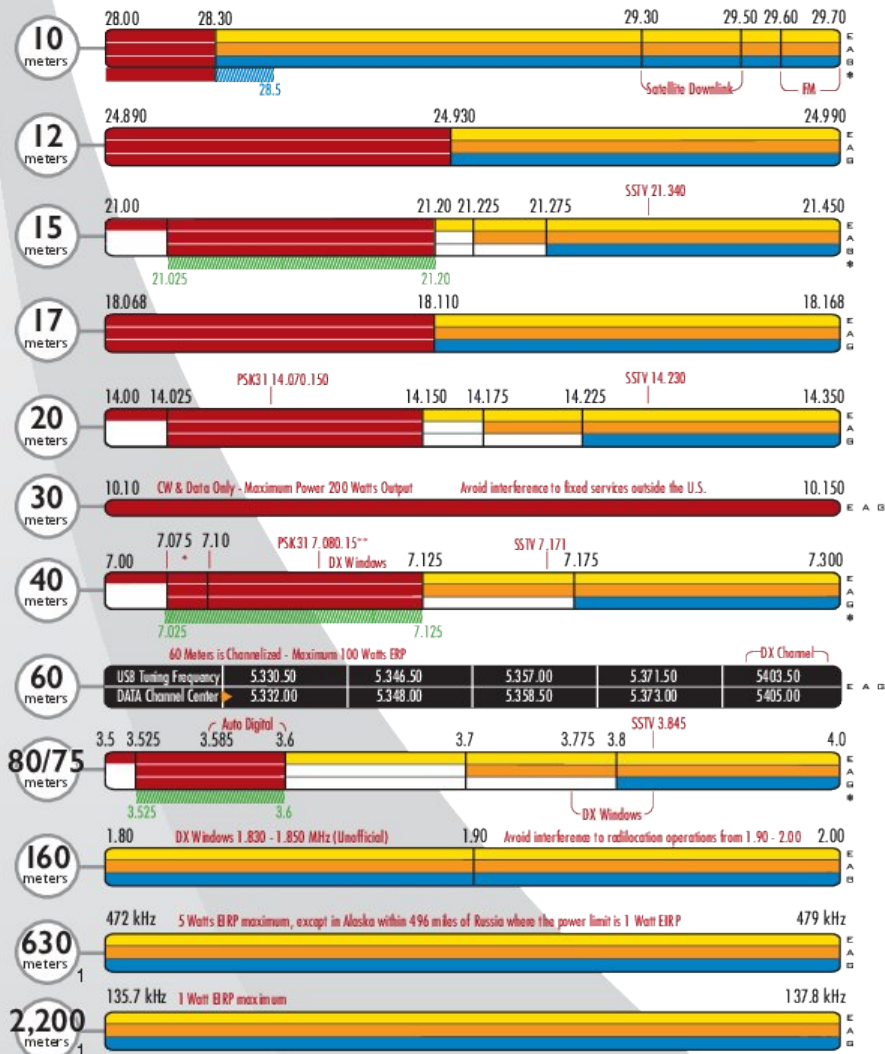 28.00 28.30 29.30 29.50 29.60 29.70
10
meters
E
A
G
*
28.5
Satellite Downlink
FM
24.890 24.930 24.990
12
meters
E
A
G
SSTV 21.340
21.00 21.20 21.225 21.275 21.450
15
meters
E
A
G
*
21.025 21.20
18.068 18.110 18.168
17
meters
E
A
G
PSK31 14.070.150 SSTV 14.230
14.00 14.025 14.150 14.175 14.225 14.350
20
meters
E
A
G
10.10 CW & Data Only - Maximum Power 200 Watts Output Avoid interference to fixed services outside the U.S. 10.150
30
meters
E A G
7.075 7.10 PSK31 7.080.15** SSTV 7.171
7.00 * DX Windows 7.125 7.175 7.300
40
meters
E
A
G
*
7.025 7.125
60 Meters is Channelized - Maximum 100 Watts ERP DX Channel
60
meters
USB Tuning Frequency 5.330.50 5.346.50 5.357.00 5.371.50 5403.50
DATA Channel Center 5.332.00 5.348.00 5.358.50 5.373.00 5405.00
E A G
Auto Digital SSTV 3.845
3.5 3.525 3.585 3.6 3.7 3.775 3.8 4.0
80/75
meters
E
A
G
*
3.525 3.6
DX Windows
1.80 DX Windows 1.830 - 1.850 MHz (Unofficial) 1.90 Avoid interference to radilocation operations from 1.90 - 2.00 2.00
160
meters
E
A
G
472 kHz 5 Watts EIRP maximum, except in Alaska within 496 miles of Russia where the power limit is 1 Watt EIRP 479 kHz
630
meters 1
E
A
G
135.7 kHz 1 Watt EIRP maximum 137.8 kHz
2,200
meters 1
E
A
G